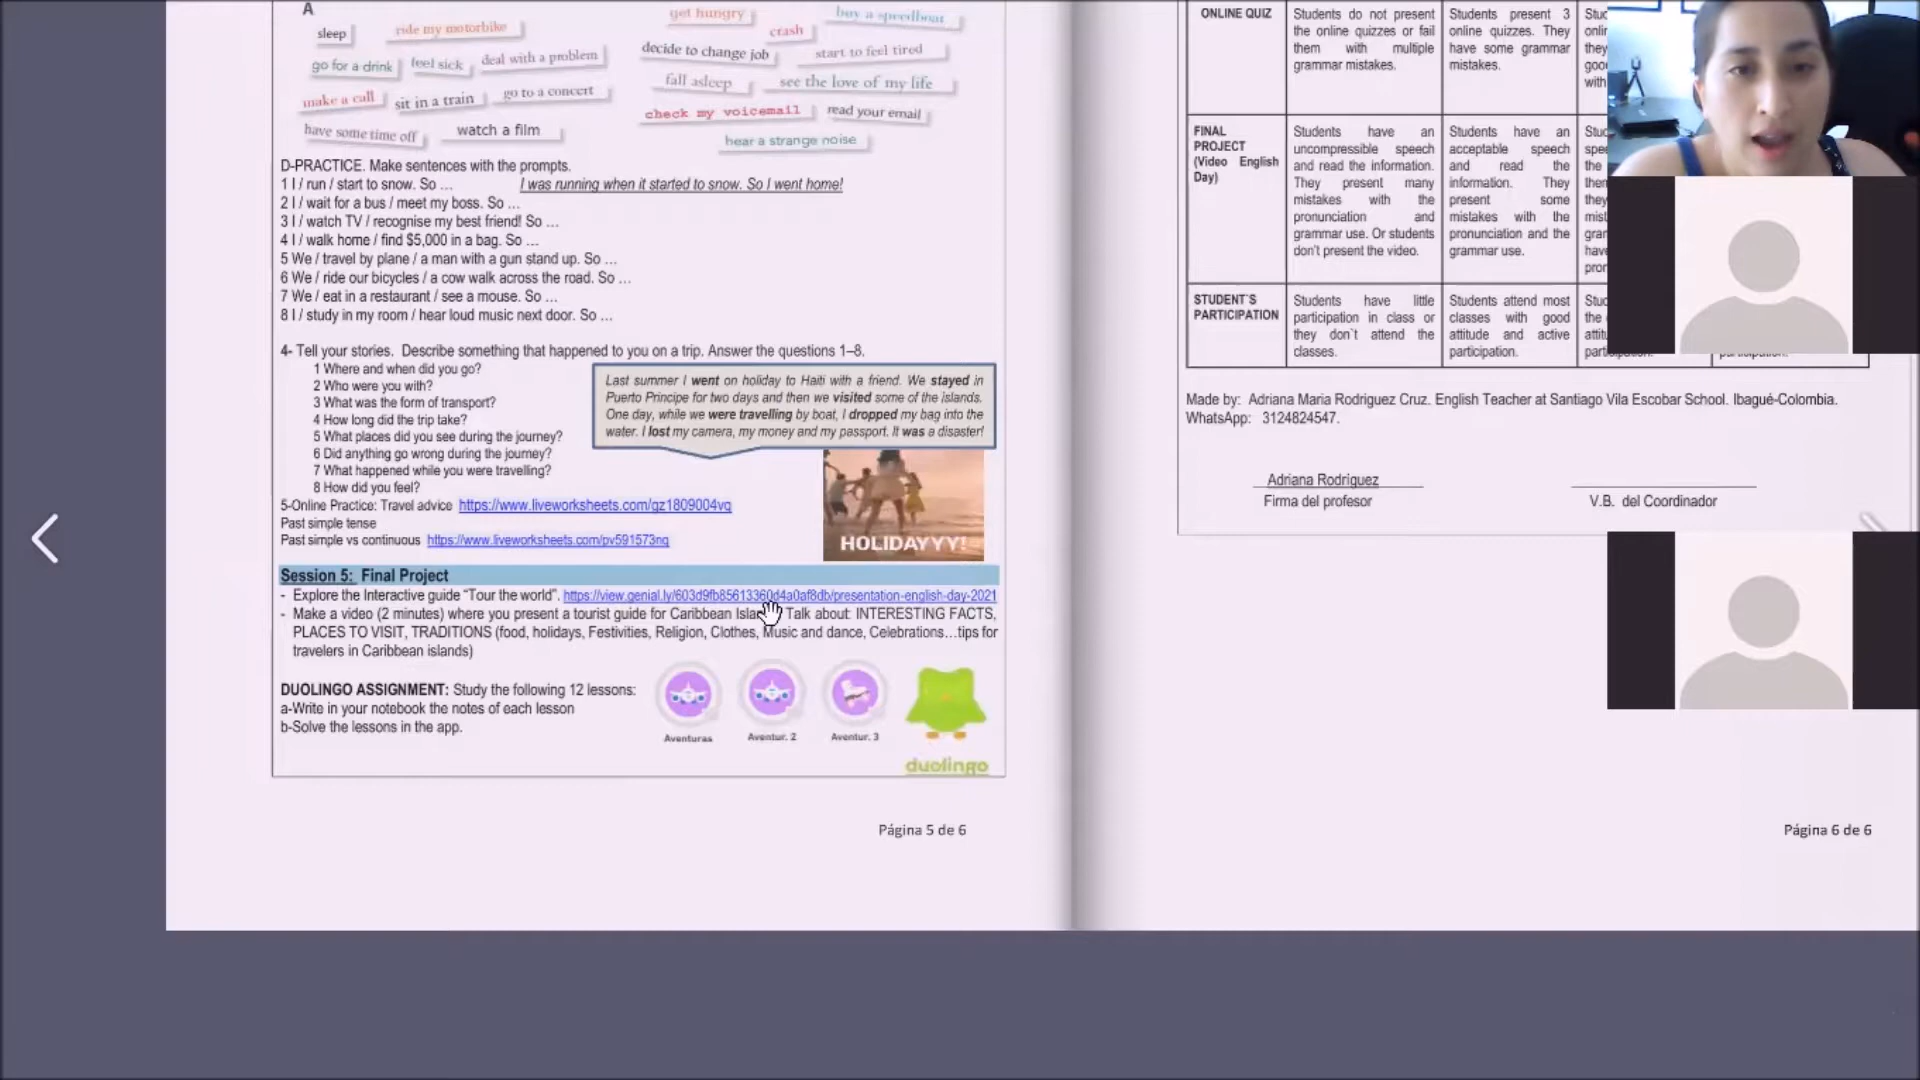 A
sleep
ride my motorbike
go for a drink
feel sick
deal with a problem
make a call
sit in a train
go to a concert
have some time off
watch a film
get hungry
buy a speedboat
crash
decide to change job
start to feel tired
fall asleep
see the love of my life
check my voicemail
read your email
hear a strange noise
D-PRACTICE. Make sentences with the prompts.
1 I / run / start to snow. So … I was running when it started to snow. So I went home!
2 I / wait for a bus / meet my boss. So …
3 I / watch TV / recognise my best friend! So …
4 I / walk home / find $5,000 in a bag. So …
5 We / travel by plane / a man with a gun stand up. So …
6 We / ride our bicycles / a cow walk across the road. So …
7 We / eat in a restaurant / see a mouse. So …
8 I / study in my room / hear loud music next door. So …
4- Tell your stories. Describe something that happened to you on a trip. Answer the questions 1–8.
1 Where and when did you go?
2 Who were you with?
3 What was the form of transport?
4 How long did the trip take?
5 What places did you see during the journey?
6 Did anything go wrong during the journey?
7 What happened while you were travelling?
8 How did you feel?
Last summer I went on holiday to Haiti with a friend. We stayed in
Puerto Principe for two days and then we visited some of the islands.
One day, while we were travelling by boat, I dropped my bag into the
water. I lost my camera, my money and my passport. It was a disaster!
HOLIDAYYY!
5-Online Practice: Travel advice https://www.liveworksheets.com/gz1809004vg
Past simple tense
Past simple vs continuous https://www.liveworksheets.com/pv591573nq
Session 5: Final Project
- Explore the Interactive guide “Tour the world”. https://view.genial.ly/603d9fb85613360d4a0af8db/presentation-english-day-2021
- Make a video (2 minutes) where you present a tourist guide for Caribbean Talk about: INTERESTING FACTS,
PLACES TO VISIT, TRADITIONS (food, holidays, Festivities, Religion, Clothes, Music and dance, Celebrations…tips for
travelers in Caribbean islands)
DUOLINGO ASSIGNMENT: Study the following 12 lessons:
a-Write in your notebook the notes of each lesson
b-Solve the lessons in the app.
Aventuras
Aventur. 2
Aventur. 3
duolingo
Página 5 de 6
ONLINE QUIZ
Students do not present
the online quizzes or fail
them with multiple
grammar mistakes.
Students present 3
online quizzes. They
have some grammar
mistakes.
with
FINAL
PROJECT
(Video English
Day)
Students have an
uncompressible speech
and read the information.
They present many
mistakes with the
pronunciation and
grammar use. Or students
don't present the video.
Students have an
acceptable speech
and read the
information. They
present some
mistakes with the
pronunciation and the
grammar use.
STUDENT`S
PARTICIPATION
Students have little
participation in class or
they don`t attend the
classes.
Students attend most
classes with good
attitude and active
participation.
Made by: Adriana Maria Rodriguez Cruz. English Teacher at Santiago Vila Escobar School. Ibagué-Colombia.
WhatsApp: 3124824547.
Adriana Rodriguez
Firma del profesor
V.B. del Coordinador
Página 6 de 6